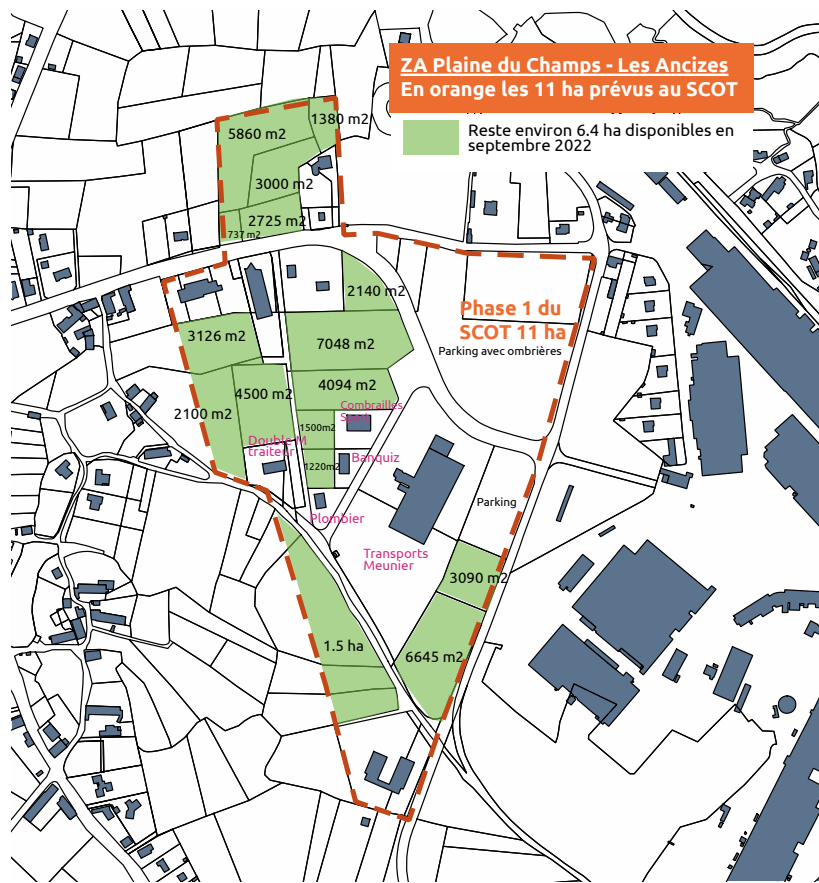 ZA Plaine du Champs - Les Ancizes
En orange les 11 ha prévus au SCOT
Reste environ 6.4 ha disponibles en
septembre 2022
1380 m2
5860 m2
3000 m2
2725 m2
737 m2
2140 m2
Phase 1 du
SCOT 11 ha
Parking avec ombrières
3126 m2
7048 m2
4094 m2
4500 m2
2100 m2
Combrailles
1500m2
Double M
traiteur
Banquiz
1220m2
Parking
Plombier
Transports
Meunier
3090 m2
1.5 ha
6645 m2